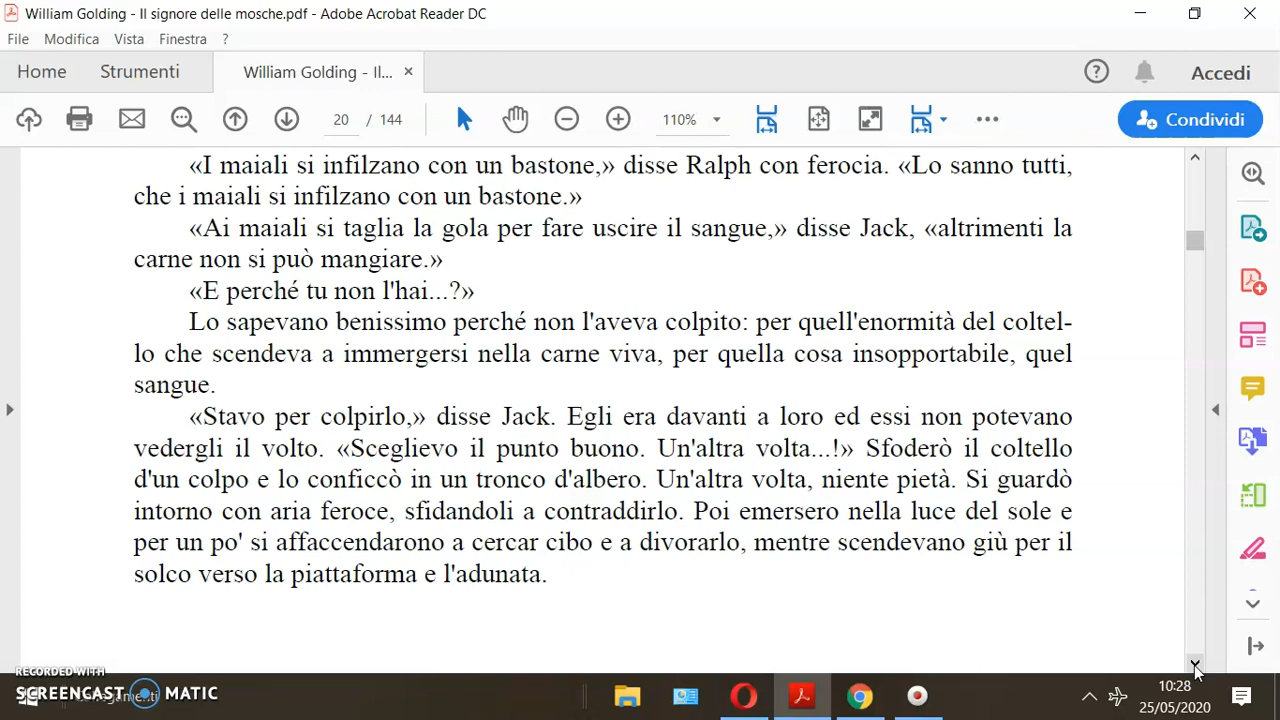 William Golding - Il signore delle mosche.pdf - Adobe Acrobat Reader DC
File Modifica Vista Finestra ?
Home Strumenti William Golding - Il... × Accedi
20 / 144 110% Condividi
«I maiali si infilzano con un bastone,» disse Ralph con ferocia. «Lo sanno tutti,
che i maiali si infilzano con un bastone.»
«Ai maiali si taglia la gola per fare uscire il sangue,» disse Jack, «altrimenti la
carne non si può mangiare.»
«E perché tu non l'hai...?»
Lo sapevano benissimo perché non l'aveva colpito: per quell'enormità del coltel-
lo che scendeva a immergersi nella carne viva, per quella cosa insopportabile, quel
sangue.
«Stavo per colpirlo,» disse Jack. Egli era davanti a loro ed essi non potevano
vedergli il volto. «Sceglievo il punto buono. Un'altra volta...!» Sfoderò il coltello
d'un colpo e lo conficcò in un tronco d'albero. Un'altra volta, niente pietà. Si guardò
intorno con aria feroce, sfidandoli a contraddirlo. Poi emersero nella luce del sole e
per un po' si affaccendarono a cercar cibo e a divorarlo, mentre scendevano giù per il
solco verso la piattaforma e l'adunata.
RECORDED WITH
SCREENCAST MATIC
10:28
25/05/2020